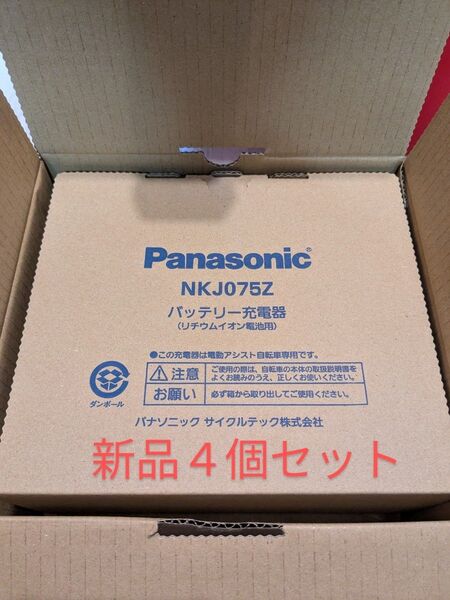 Panasonic®
NKJ075Z
バッテリー充電器
(リチウムイオン電池用)
●この充電器は電動アシスト自転車専用です。
注意 ご使用の際は、自転車の本体の取扱説明書を
よくお読みのうえ、正しくお使いください。
お願い 必ず箱から取り出してご使用ください。
ダンボール
パナソニック サイクルテック株式会社
新品４個セット